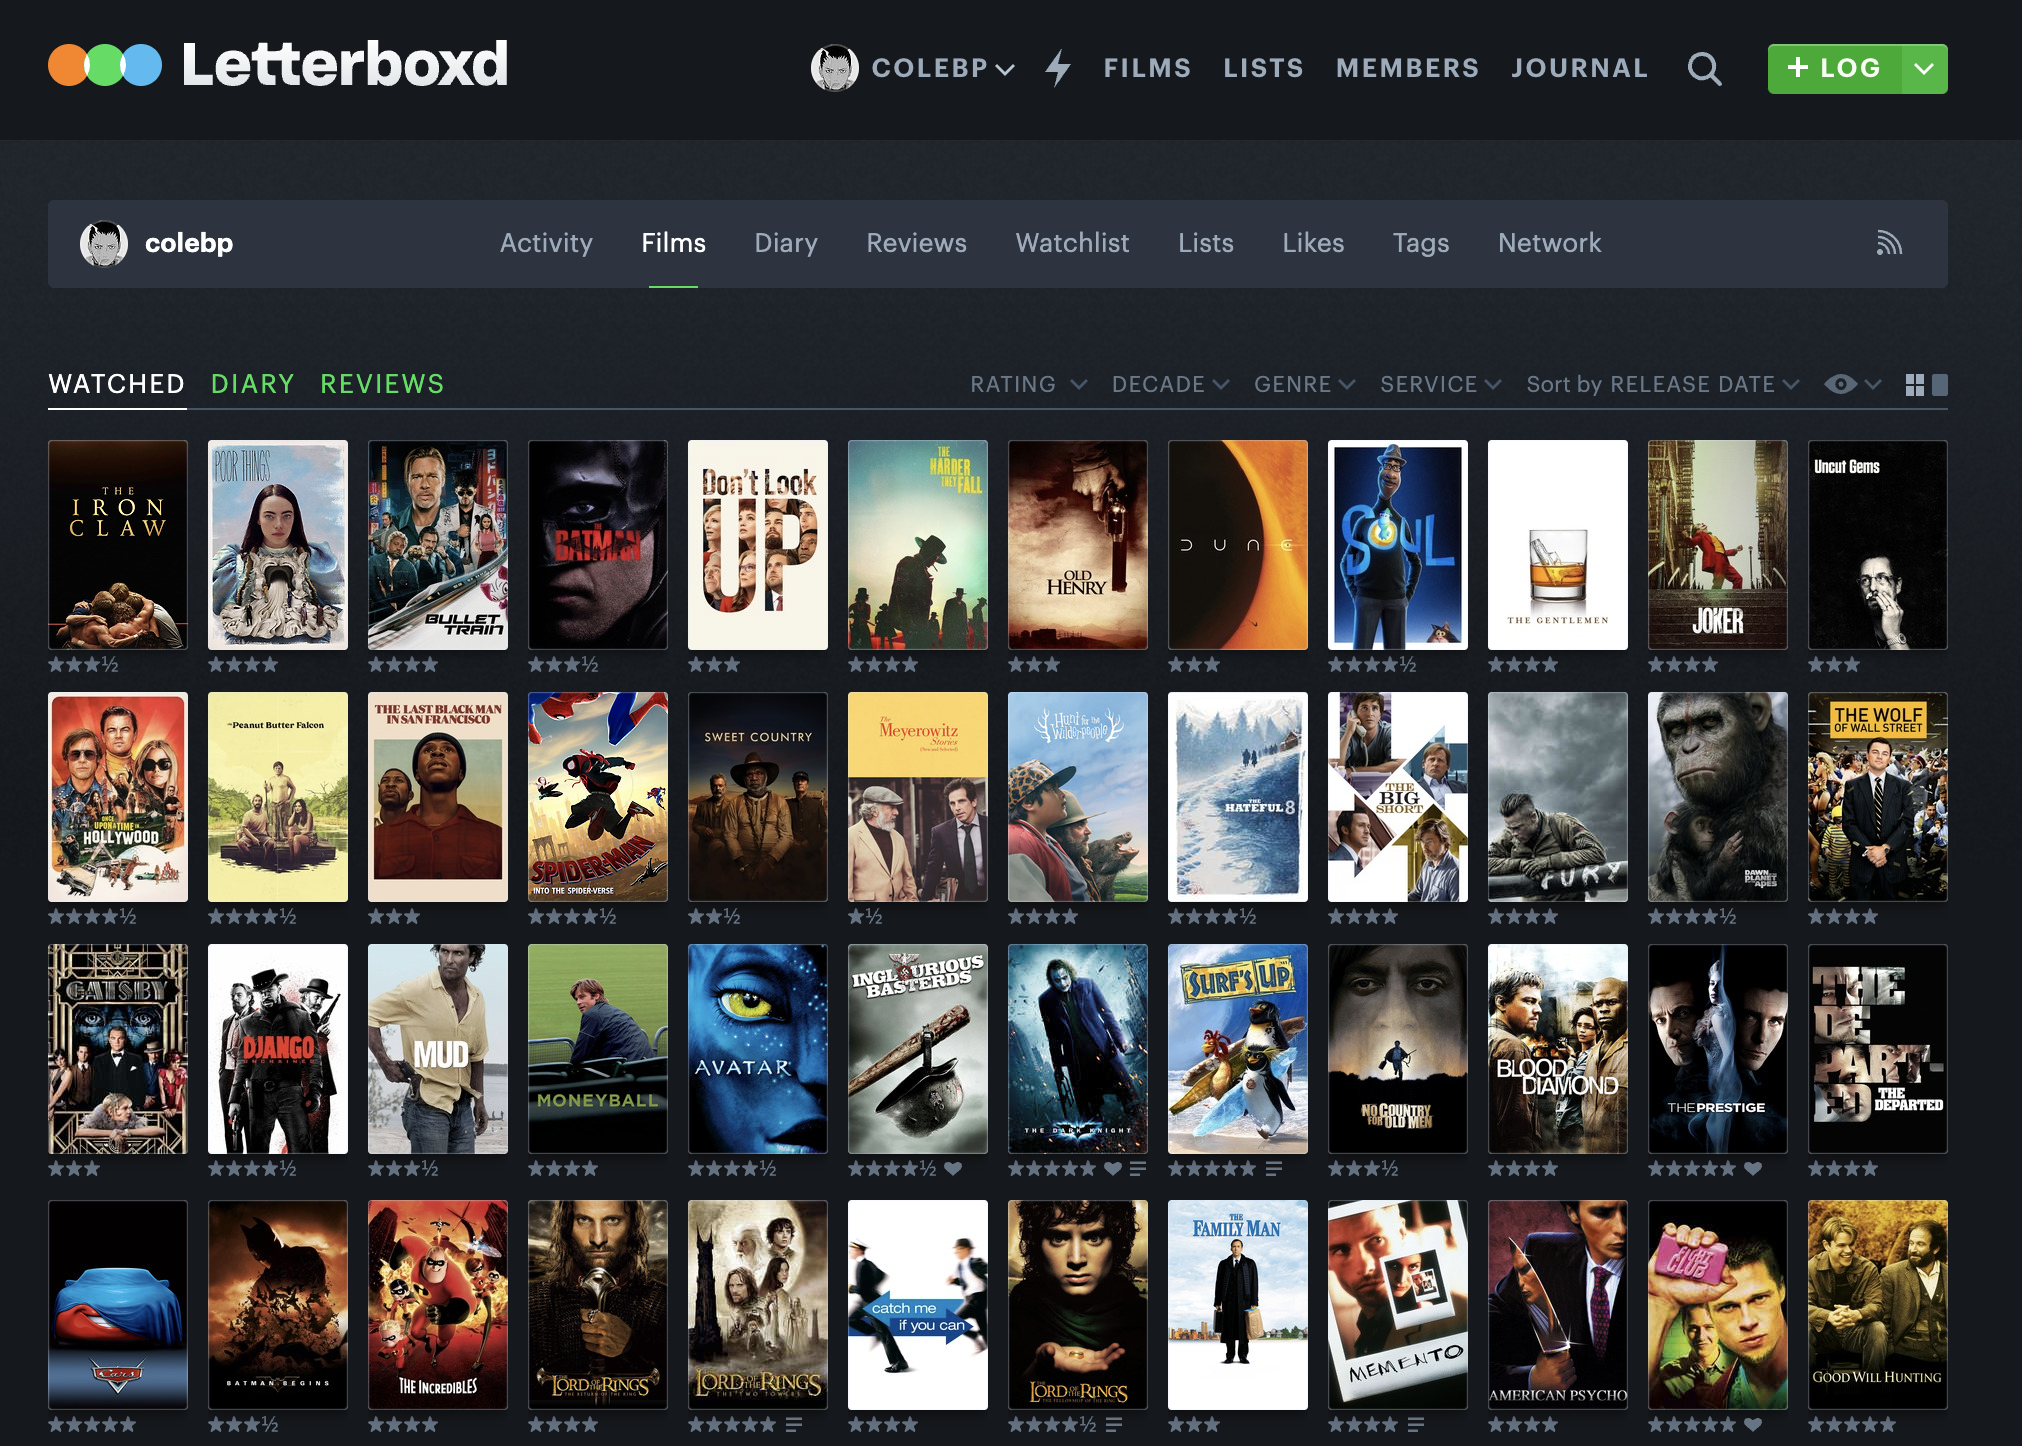 Letterboxd
COLEBP FILMS LISTS MEMBERS JOURNAL + LOG
colebp Activity Films Diary Reviews Watchlist Lists Likes Tags Network
WATCHED DIARY REVIEWS RATING DECADE GENRE SERVICE Sort by RELEASE DATE
THE
IRON
CLAW
POOR THINGS
BULLET
TRAIN
THE
BATMAN
Don't Look
UP
THE
HARDER
THEY
FALL
OLD
HENRY
DUNE
SOUL
THE GENTLEMEN
JOKER
Uncut Gems
★★★½ ★★★★ ★★★★ ★★★½ ★★★ ★★★★ ★★★ ★★★ ★★★★½ ★★★★ ★★★★ ★★★
ONCE
UPON A TIME IN
HOLLYWOOD
The Peanut Butter Falcon
THE LAST BLACK MAN
IN SAN FRANCISCO
SPIDER-MAN
INTO THE SPIDER-VERSE
SWEET COUNTRY
The
Meyerowitz
Stories
(New and Selected)
Hunt for the
Wilderpeople
THE
HATEFUL 8
THE
BIG
SHORT
FURY
DAWN
PLANET
APES
THE WOLF
OF WALL STREET
★★★★½ ★★★★½ ★★★ ★★★★½ ★★½ ★½ ★★★★ ★★★★½ ★★★★ ★★★★ ★★★★½ ★★★★
GATSBY
DJANGO
UNCHAINED
MUD
MONEYBALL
AVATAR
INGLOURIOUS
BASTERDS
THE DARK KNIGHT
SURF'S UP
NO COUNTRY
FOR OLD MEN
BLOOD
DIAMOND
THE PRESTIGE
THE
DE
PART-
ED
THE
DEPARTED
★★★ ★★★★½ ★★★½ ★★★★ ★★★★½ ★★★★½ ★★★★★ ★★★★★ ★★★½ ★★★★ ★★★★★ ★★★★
Cars
BATMAN BEGINS
THE INCREDIBLES
THE
LORD OF THE RINGS
THE RETURN OF THE KING
THE
LORD OF THE RINGS
THE TWO TOWERS
catch me
if you can
THE
LORD OF THE RINGS
THE FELLOWSHIP OF THE RING
THE
FAMILY MAN
MEMENTO
AMERICAN PSYCHO
FIGHT
CLUB
GOOD WILL HUNTING
★★★★★ ★★★½ ★★★★ ★★★★ ★★★★★ ★★★★ ★★★★½ ★★★ ★★★★ ★★★★ ★★★★★ ★★★★★